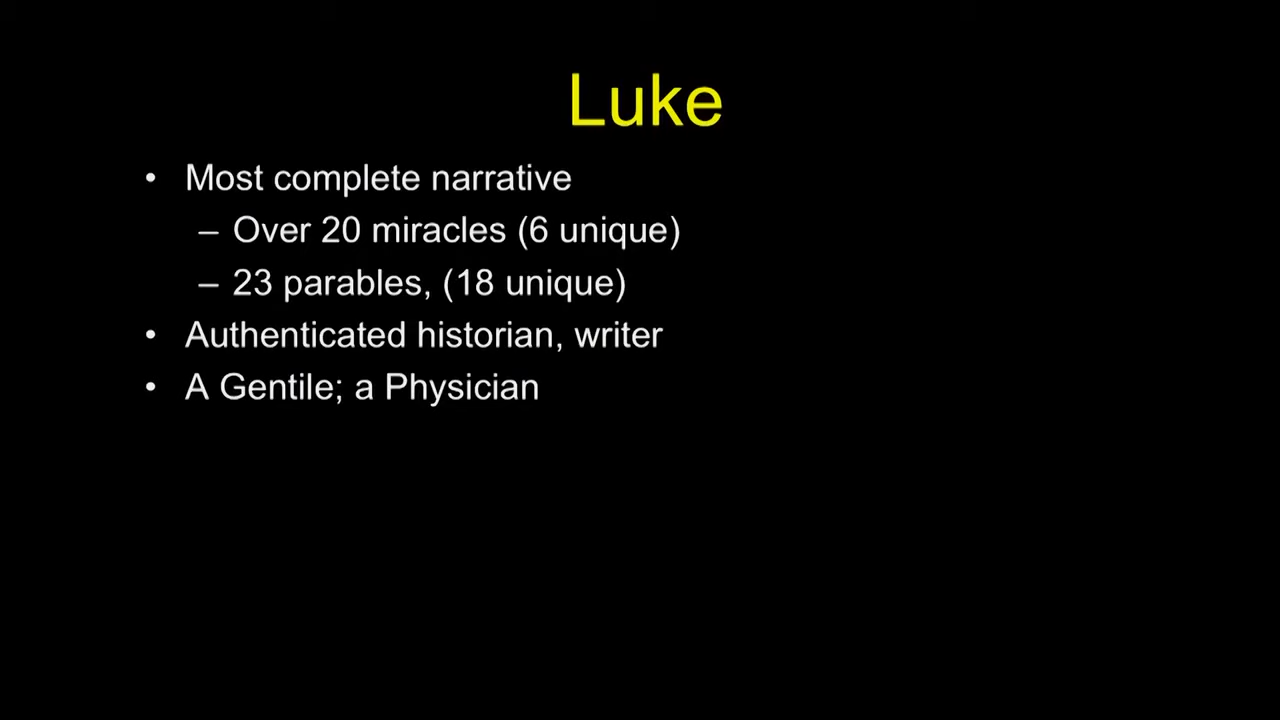 Luke
• Most complete narrative
– Over 20 miracles (6 unique)
– 23 parables, (18 unique)
• Authenticated historian, writer
• A Gentile; a Physician